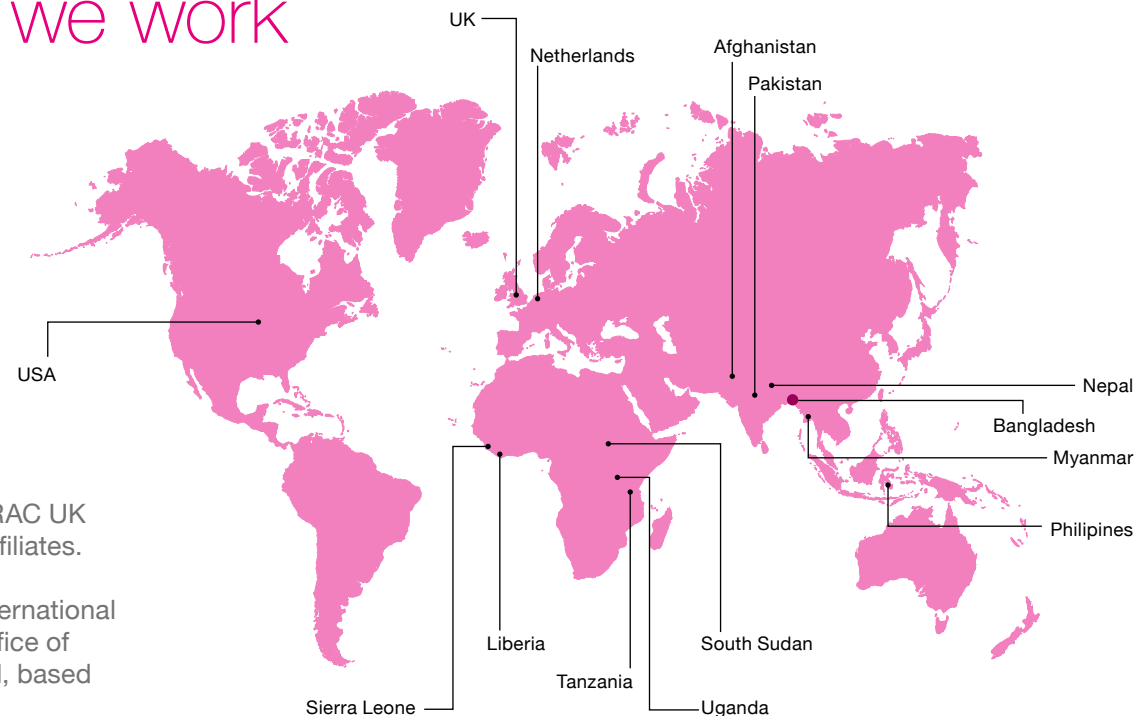 we work
UK
Netherlands
Afghanistan
Pakistan
USA
Nepal
Bangladesh
Myanmar
Philipines
RAC UK
filiates.
ernational
fice of
, based
Liberia
South Sudan
Tanzania
Sierra Leone
Uganda